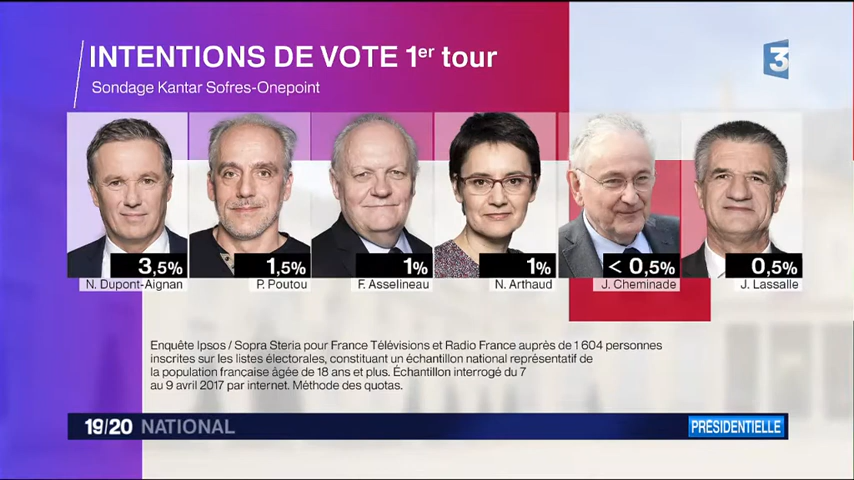 INTENTIONS DE VOTE 1er tour
Sondage Kantar Sofres-Onepoint
3
3,5%
1,5%
1%
1%
< 0,5%
0,5%
N. Dupont-Aignan
P. Poutou
F. Asselineau
N. Arthaud
J. Cheminade
J. Lassalle
Enquête Ipsos / Sopra Steria pour France Télévisions et Radio France auprès de 1 604 personnes
inscrites sur les listes électorales, constituant un échantillon national représentatif de
la population française âgée de 18 ans et plus. Échantillon interrogé du 7
au 9 avril 2017 par internet. Méthode des quotas.
19/20 NATIONAL
PRÉSIDENTIELLE